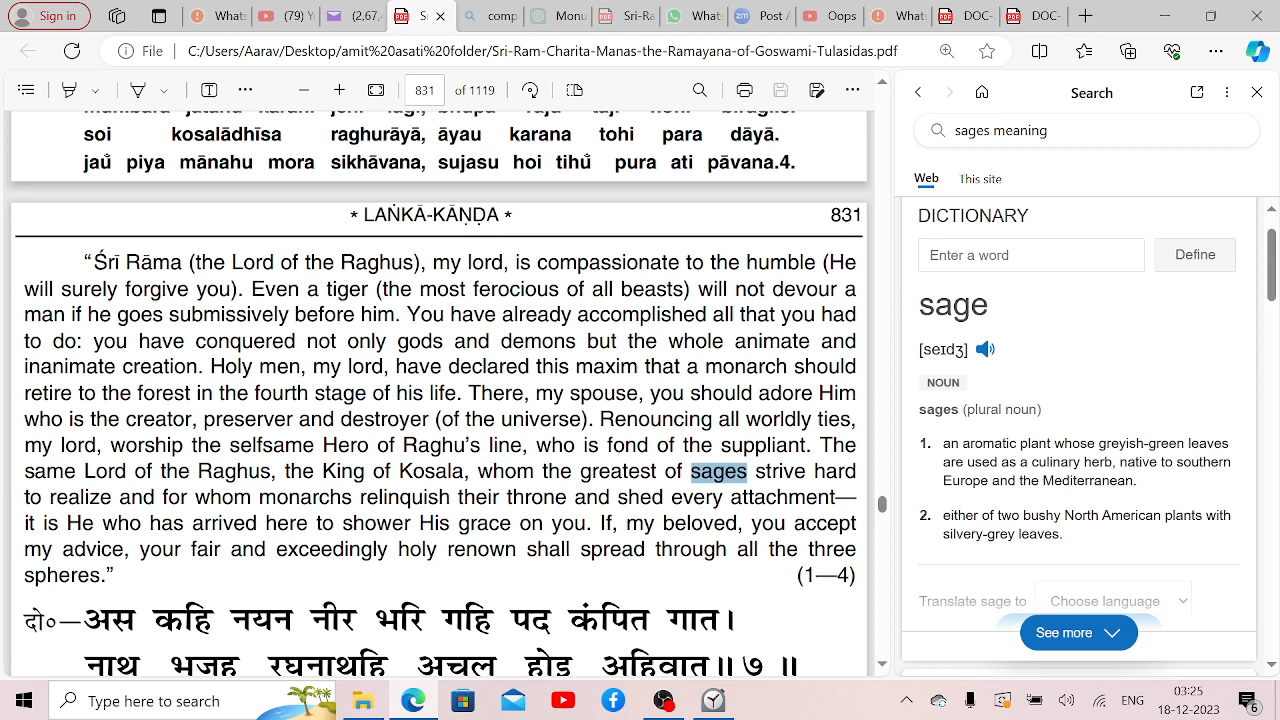 Sign in
Whats
(79) Y
(2,67.
S
comp
Monu
Sri-Ra
What
Post /
Oops
Whats
DOC-
DOC-
File
C:/Users/Aarav/Desktop/amit%20asati%20folder/Sri-Ram-Charita-Manas-the-Ramayana-of-Goswami-Tulasidas.pdf
831 of 1119
soi kosalādhīsa raghurāyā, āyau karana tohi para dāyā.
jaů piya mānahu mora sikhāvana, sujasu hoi tihů pura ati pāvana.4.
* LAṄKĀ-KĀṆḌA * 831
“Śrī Rāma (the Lord of the Raghus), my lord, is compassionate to the humble (He
will surely forgive you). Even a tiger (the most ferocious of all beasts) will not devour a
man if he goes submissively before him. You have already accomplished all that you had
to do: you have conquered not only gods and demons but the whole animate and
inanimate creation. Holy men, my lord, have declared this maxim that a monarch should
retire to the forest in the fourth stage of his life. There, my spouse, you should adore Him
who is the creator, preserver and destroyer (of the universe). Renouncing all worldly ties,
my lord, worship the selfsame Hero of Raghu’s line, who is fond of the suppliant. The
same Lord of the Raghus, the King of Kosala, whom the greatest of sages strive hard
to realize and for whom monarchs relinquish their throne and shed every attachment—
it is He who has arrived here to shower His grace on you. If, my beloved, you accept
my advice, your fair and exceedingly holy renown shall spread through all the three
spheres.” (1—4)
दो०—अस कहि नयन नीर भरि गहि पद कंपित गात।
नाथ भजहु रघुनाथहि अचल होइ अहिवात॥ ७ ॥
Search
sages meaning
Web This site
DICTIONARY
Enter a word Define
sage
[seɪdʒ]
NOUN
sages (plural noun)
1. an aromatic plant whose greyish-green leaves
are used as a culinary herb, native to southern
Europe and the Mediterranean.
2. either of two bushy North American plants with
silvery-grey leaves.
Translate sage to Choose language
See more
Type here to search
ENG
03:25
18-12-2023
6